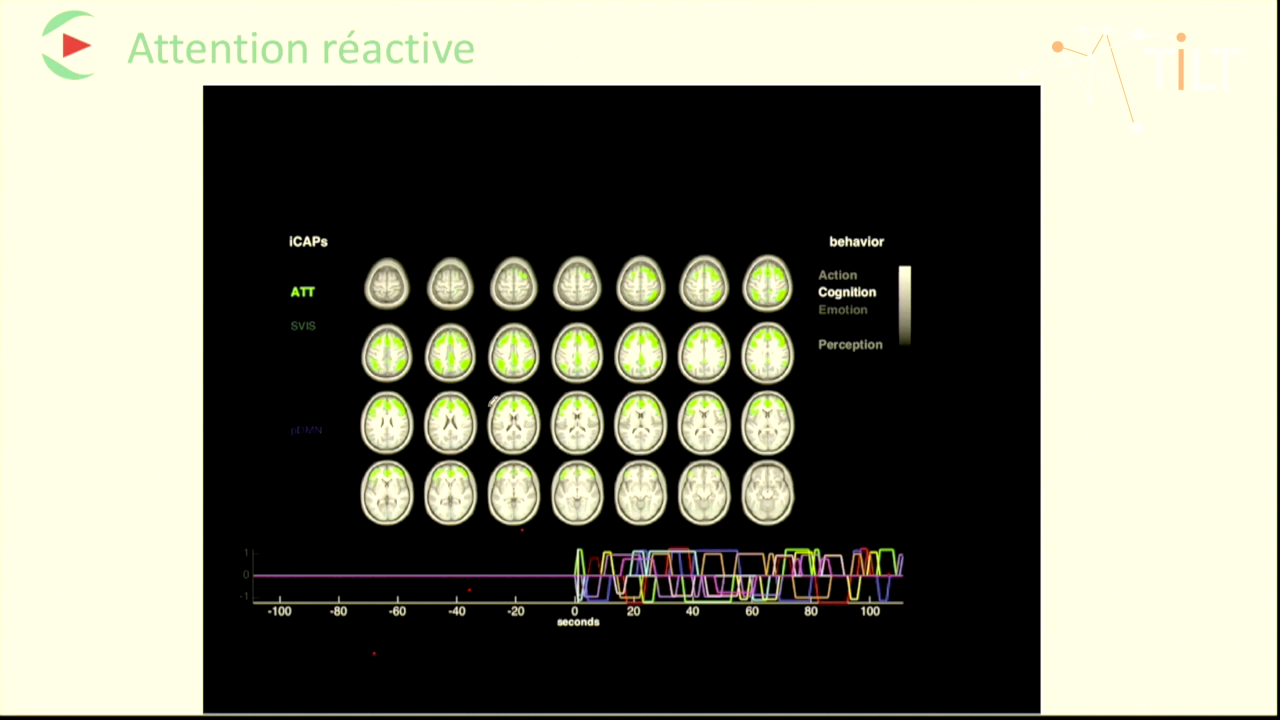 Attention réactive
TiLT
iCAPs
behavior
ATT
SVIS
pDMN
Action
Cognition
Emotion
Perception
1
0
-1
-100 -80 -60 -40 -20 0 20 40 60 80 100
seconds